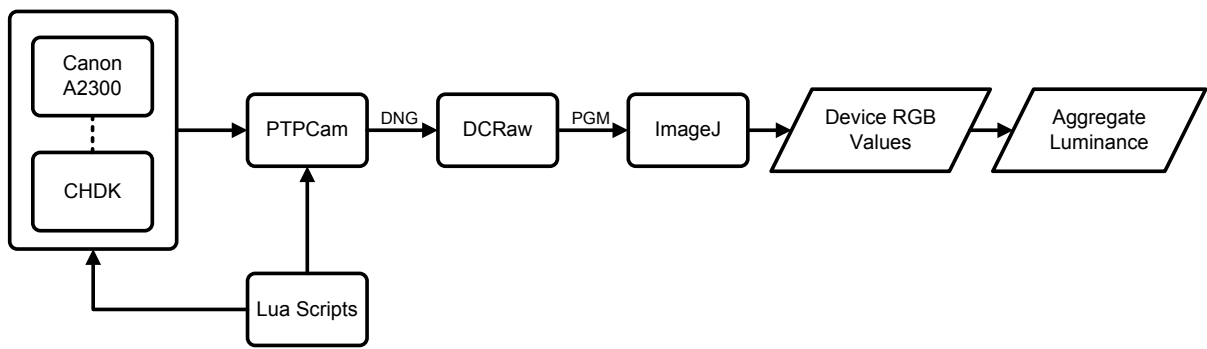 Canon
A2300
CHDK
PTPCam
DNG
DCRaw
PGM
ImageJ
Device RGB
Values
Aggregate
Luminance
Lua Scripts